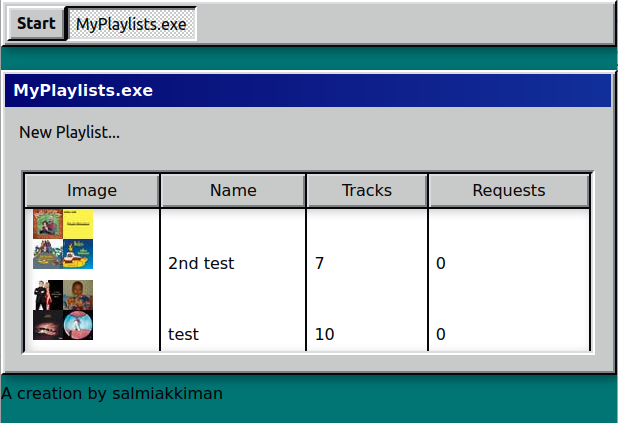 Start MyPlaylists.exe
MyPlaylists.exe
New Playlist...
Image Name Tracks Requests
2nd test 7 0
test 10 0
A creation by salmiakkiman